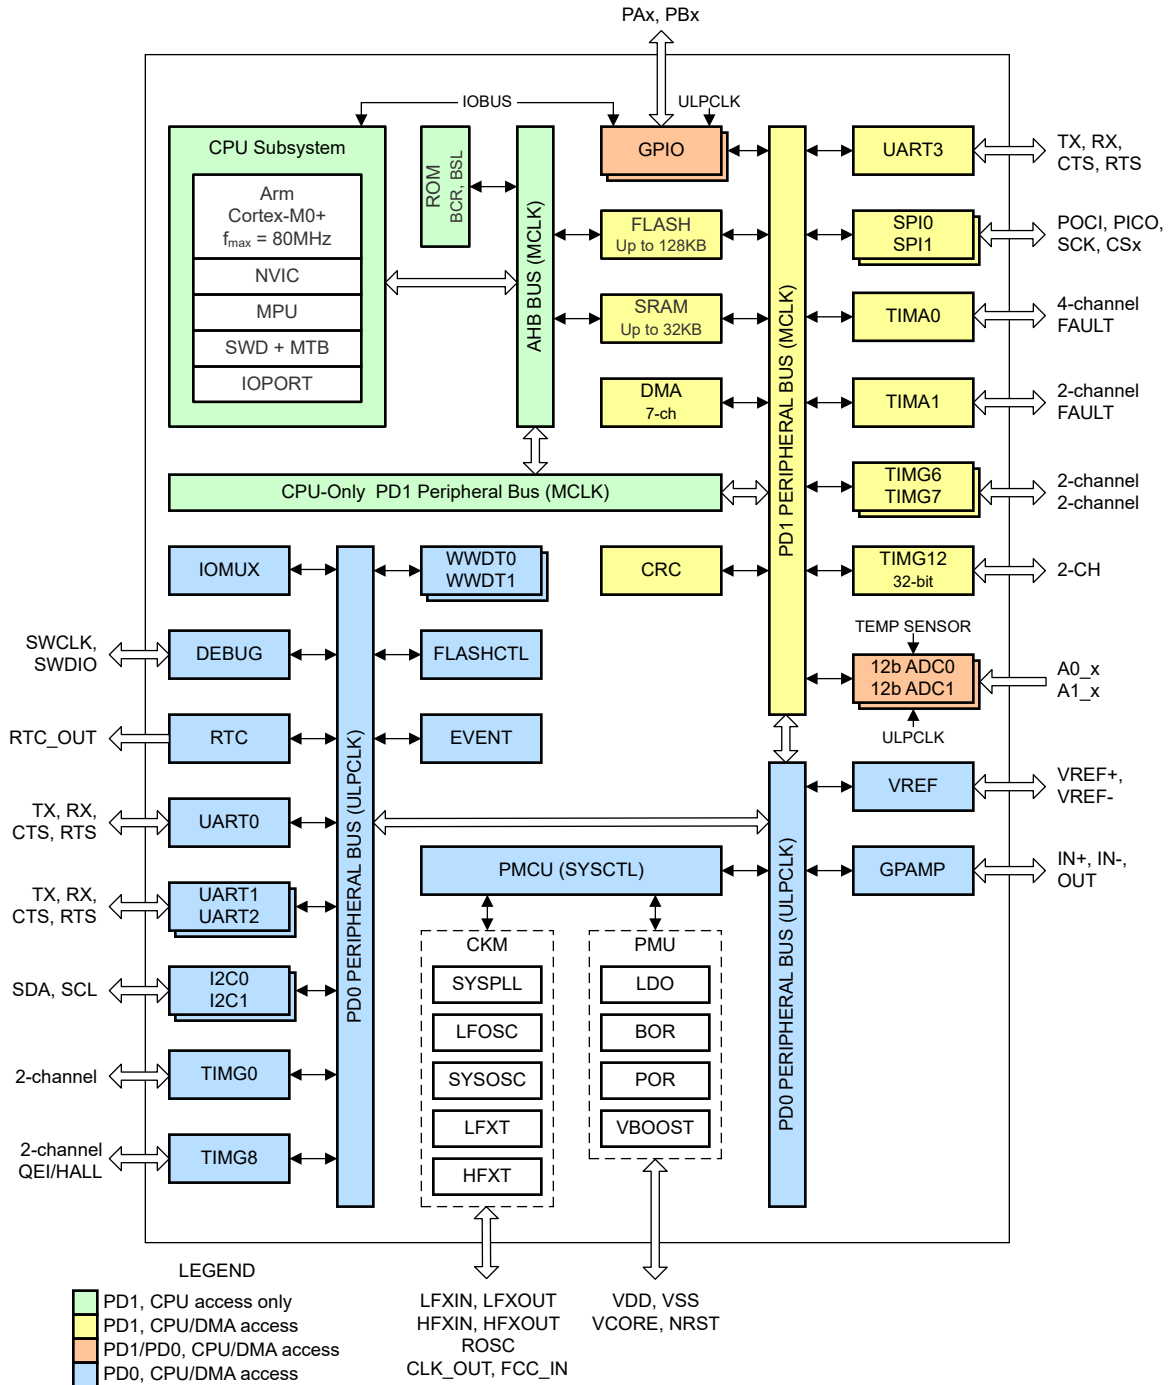 PAx, PBx
IOBUS
ULPCLK
CPU Subsystem
Arm
Cortex-M0+
fmax = 80MHz
NVIC
MPU
SWD + MTB
IOPORT
ROM
BCR, BSL
AHB BUS (MCLK)
GPIO
FLASH
Up to 128KB
SRAM
Up to 32KB
DMA
7-ch
PD1 PERIPHERAL BUS (MCLK)
UART3
TX, RX,
CTS, RTS
SPI0
SPI1
POCI, PICO,
SCK, CSx
TIMA0
4-channel
FAULT
TIMA1
2-channel
FAULT
CPU-Only PD1 Peripheral Bus (MCLK)
TIMG6
TIMG7
2-channel
2-channel
CRC
TIMG12
32-bit
2-CH
TEMP SENSOR
12b ADC0
12b ADC1
A0_x
A1_x
ULPCLK
IOMUX
PD0 PERIPHERAL BUS (ULPCLK)
WWDT0
WWDT1
SWCLK,
SWDIO
DEBUG
FLASHCTL
RTC_OUT
RTC
EVENT
TX, RX,
CTS, RTS
UART0
TX, RX,
CTS, RTS
UART1
UART2
SDA, SCL
I2C0
I2C1
2-channel
TIMG0
2-channel
QEI/HALL
TIMG8
PD0 PERIPHERAL BUS (ULPCLK)
VREF
VREF+,
VREF-
PMCU (SYSCTL)
GPAMP
IN+, IN-,
OUT
CKM
SYSPLL
LFOSC
SYSOSC
LFXT
HFXT
PMU
LDO
BOR
POR
VBOOST
LFXIN, LFXOUT
HFXIN, HFXOUT
ROSC
CLK_OUT, FCC_IN
VDD, VSS
VCORE, NRST
LEGEND
PD1, CPU access only
PD1, CPU/DMA access
PD1/PD0, CPU/DMA access
PD0, CPU/DMA access